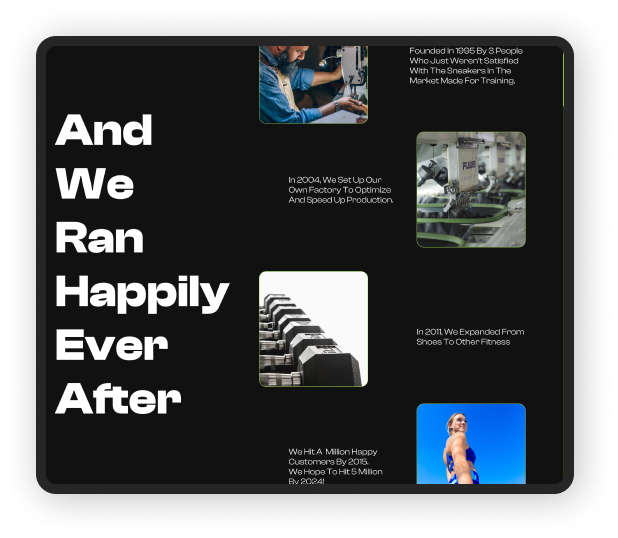 And
We
Ran
Happily
Ever
After
Founded In 1995 By 3 People
Who Just Weren't Satisfied
With The Sneakers In The
Market Made For Training.
In 2004, We Set Up Our
Own Factory To Optimize
And Speed Up Production.
In 2011, We Expanded From
Shoes To Other Fitness
We Hit A Million Happy
Customers By 2015.
We Hope To Hit 5 Million
By 2024!